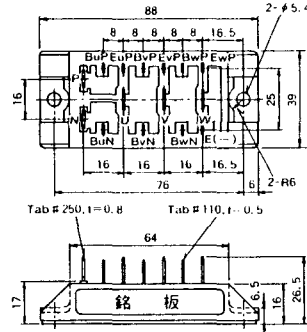 88
8 8 8 8 8 16.5
2-φ5.4
BuP EuP BvP EvP BwP EwP
P
16
25
39
N
U V W
BuN BvN BwN E(-)
16 16 16 16.5
2-R6
76 6
Tab #250, t=0.8 Tab #110, t=0.5
64
17
銘 板
6.5
16
26.5